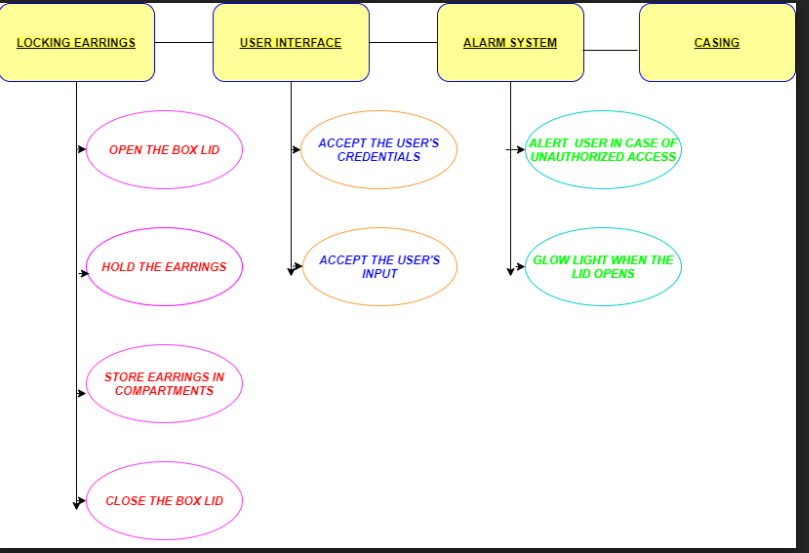 LOCKING EARRINGS
USER INTERFACE
ALARM SYSTEM
CASING
OPEN THE BOX LID
ACCEPT THE USER'S
CREDENTIALS
ALERT USER IN CASE OF
UNAUTHORIZED ACCESS
HOLD THE EARRINGS
ACCEPT THE USER'S
INPUT
GLOW LIGHT WHEN THE
LID OPENS
STORE EARRINGS IN
COMPARTMENTS
CLOSE THE BOX LID